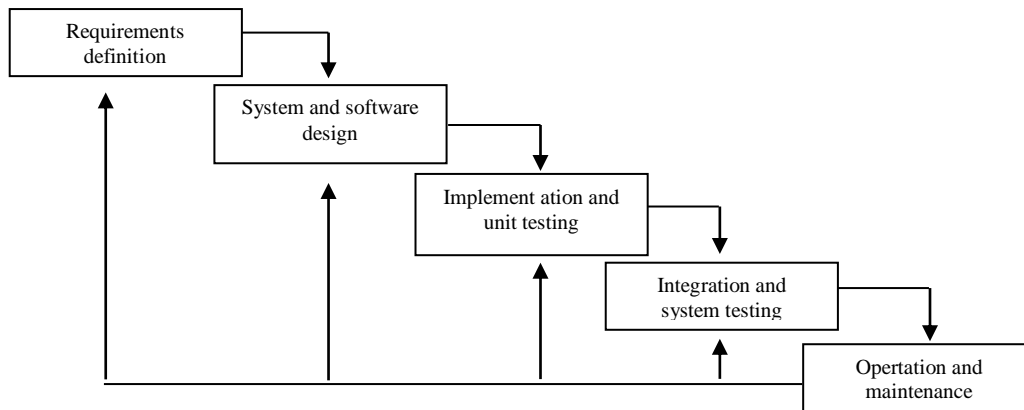 Requirements
definition
System and software
design
Implement ation and
unit testing
Integration and
system testing
Opertation and
maintenance